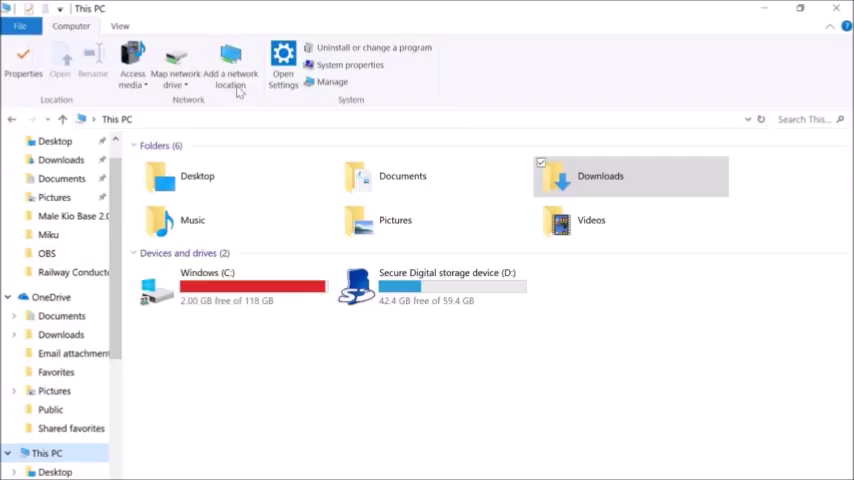 This PC
File
Computer
View
Properties
Open
Rename
Access
media
Map network
drive
Add a network
location
Open
Settings
Uninstall or change a program
System properties
Manage
Location
Network
System
This PC
Search This...
Desktop
Downloads
Documents
Pictures
Male Kio Base 2.0
Miku
OBS
Railway Conducto
OneDrive
Documents
Downloads
Email attachment
Favorites
Pictures
Public
Shared favorites
This PC
Desktop
Folders (6)
Desktop
Documents
Downloads
Music
Pictures
Videos
Devices and drives (2)
Windows (C:)
2.00 GB free of 118 GB
Secure Digital storage device (D:)
42.4 GB free of 59.4 GB